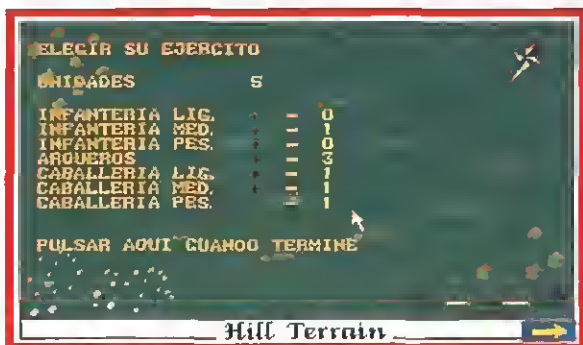 ELEGIR SU EJERCITO
UNIDADES 5
INFANTERIA LIG. + - 0
INFANTERIA MED. + - 1
INFANTERIA PES. + - 0
ARQUEROS + - 3
CABALLERIA LIG. + - 1
CABALLERIA MED. + - 1
CABALLERIA PES. - 1
PULSAR AQUI CUANDO TERMINE
Hill Terrain